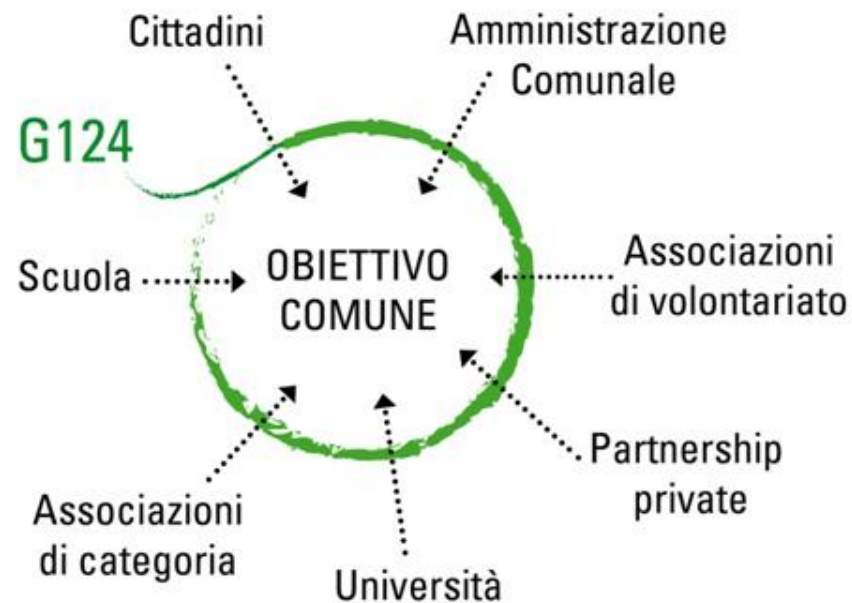 Cittadini
Amministrazione
Comunale
G124
Scuola
OBIETTIVO
COMUNE
Associazioni
di volontariato
Partnership
private
Associazioni
di categoria
Università